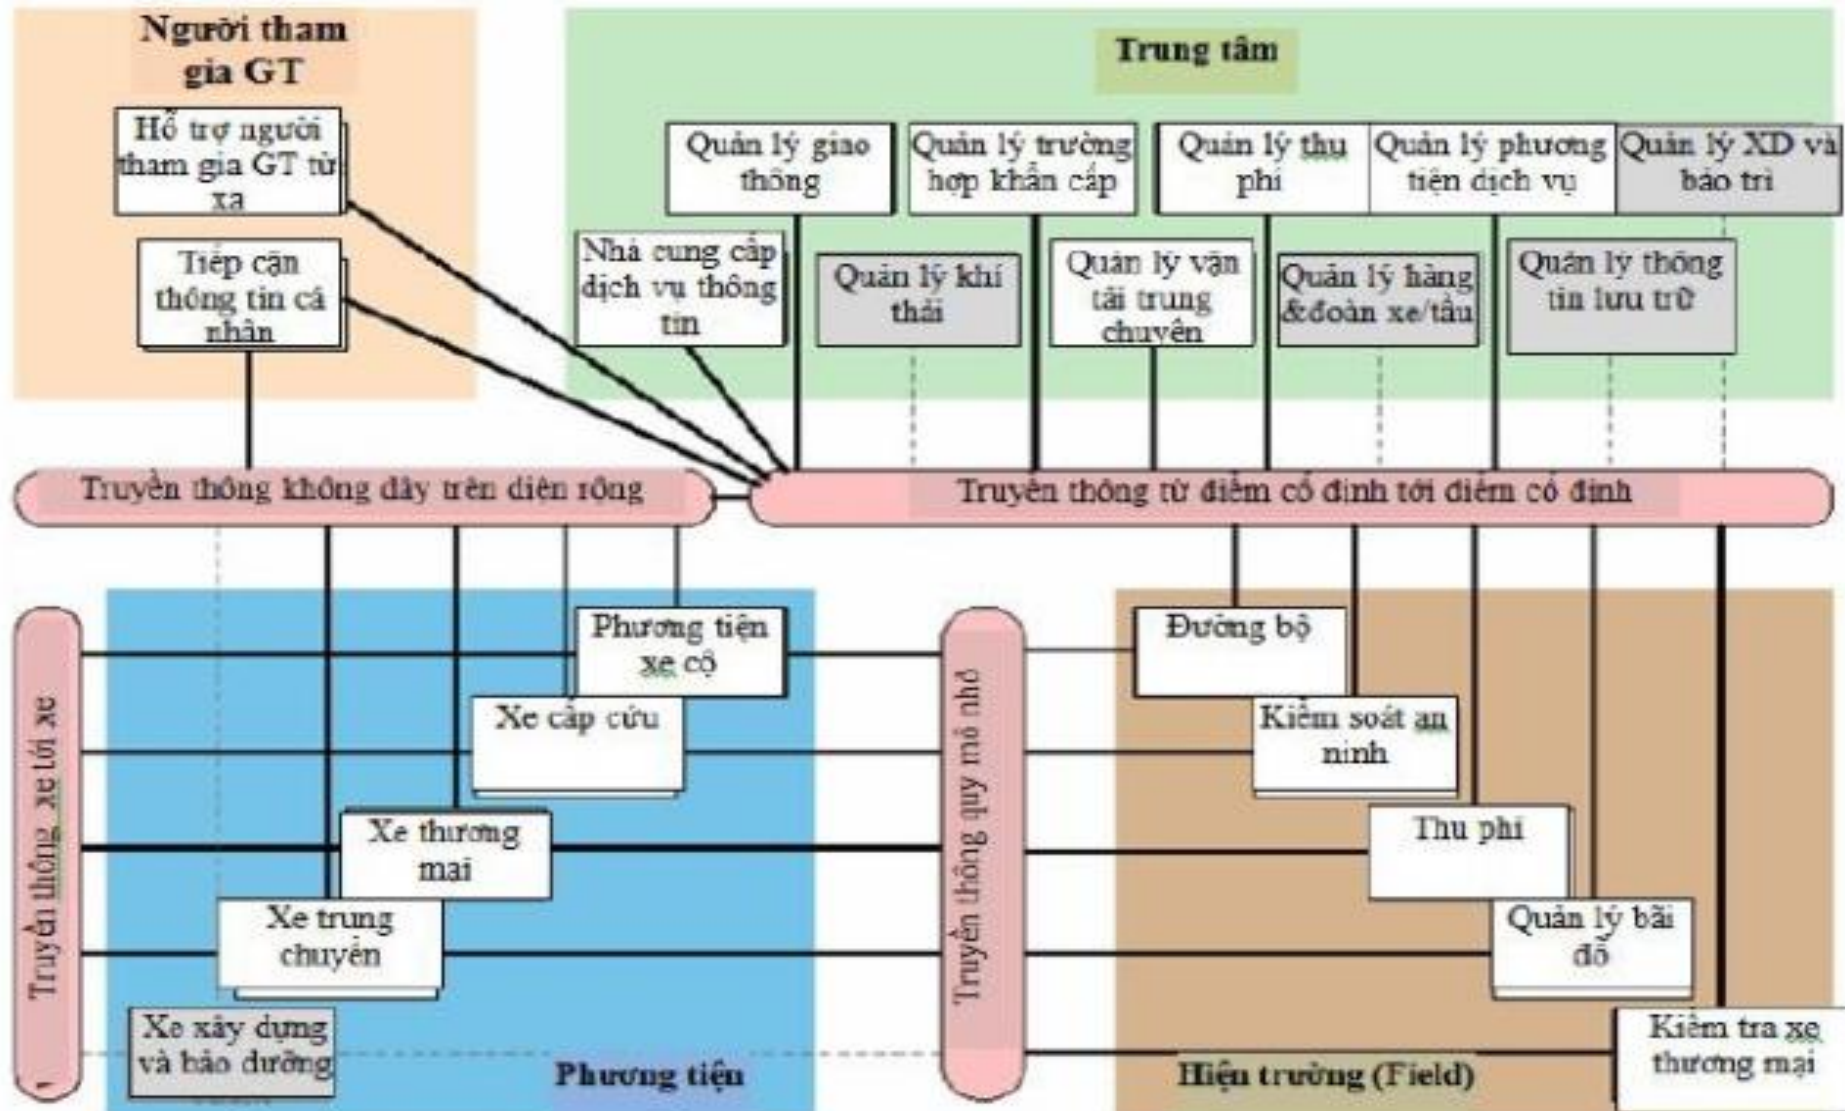 Người tham
gia GT
Trung tâm
Hỗ trợ người
tham gia GT từ
xa
Tiếp cận
thông tin cá
nhân
Quản lý giao
thông
Quản lý trường
hợp khẩn cấp
Quản lý thu
phí
Quản lý phương
tiện dịch vụ
Quản lý XD và
bảo trì
Nhà cung cấp
dịch vụ thông
tin
Quản lý khí
thải
Quản lý vận
tải trung
chuyển
Quản lý hàng
&đoàn xe/tầu
Quản lý thông
tin lưu trữ
Truyền thông không dây trên diện rộng
Truyền thông từ điểm cố định tới điểm cố định
Truyền thông xe tới xe
Phương tiện
xe cộ
Xe cấp cứu
Xe thương
mại
Xe trung
chuyển
Xe xây dựng
và bảo dưỡng
Phương tiện
Truyền thông quy mô nhỏ
Đường bộ
Kiểm soát an
ninh
Thu phí
Quản lý bãi
đỗ
Kiểm tra xe
thương mại
Hiện trường (Field)